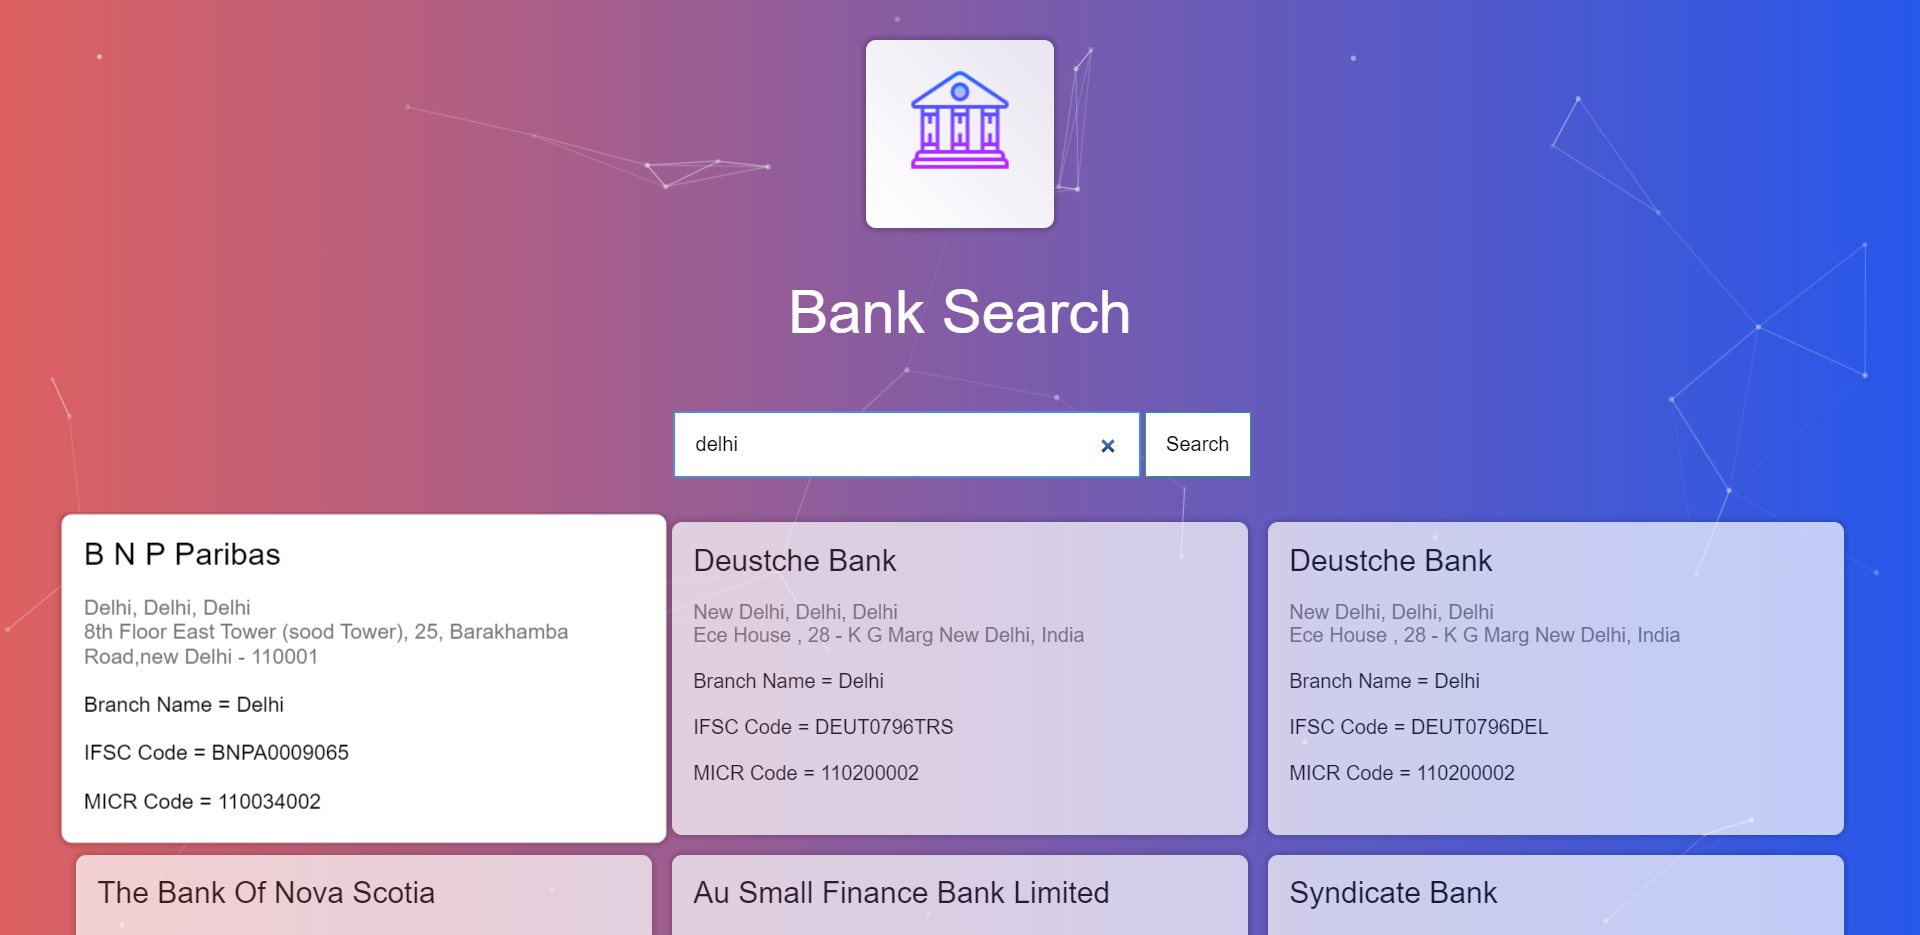 Bank Search
delhi
Search
B N P Paribas
Delhi, Delhi, Delhi
8th Floor East Tower (sood Tower), 25, Barakhamba
Road,new Delhi - 110001
Branch Name = Delhi
IFSC Code = BNPA0009065
MICR Code = 110034002
Deustche Bank
New Delhi, Delhi, Delhi
Ece House , 28 - K G Marg New Delhi, India
Branch Name = Delhi
IFSC Code = DEUT0796TRS
MICR Code = 110200002
Deustche Bank
New Delhi, Delhi, Delhi
Ece House , 28 - K G Marg New Delhi, India
Branch Name = Delhi
IFSC Code = DEUT0796DEL
MICR Code = 110200002
The Bank Of Nova Scotia
Au Small Finance Bank Limited
Syndicate Bank